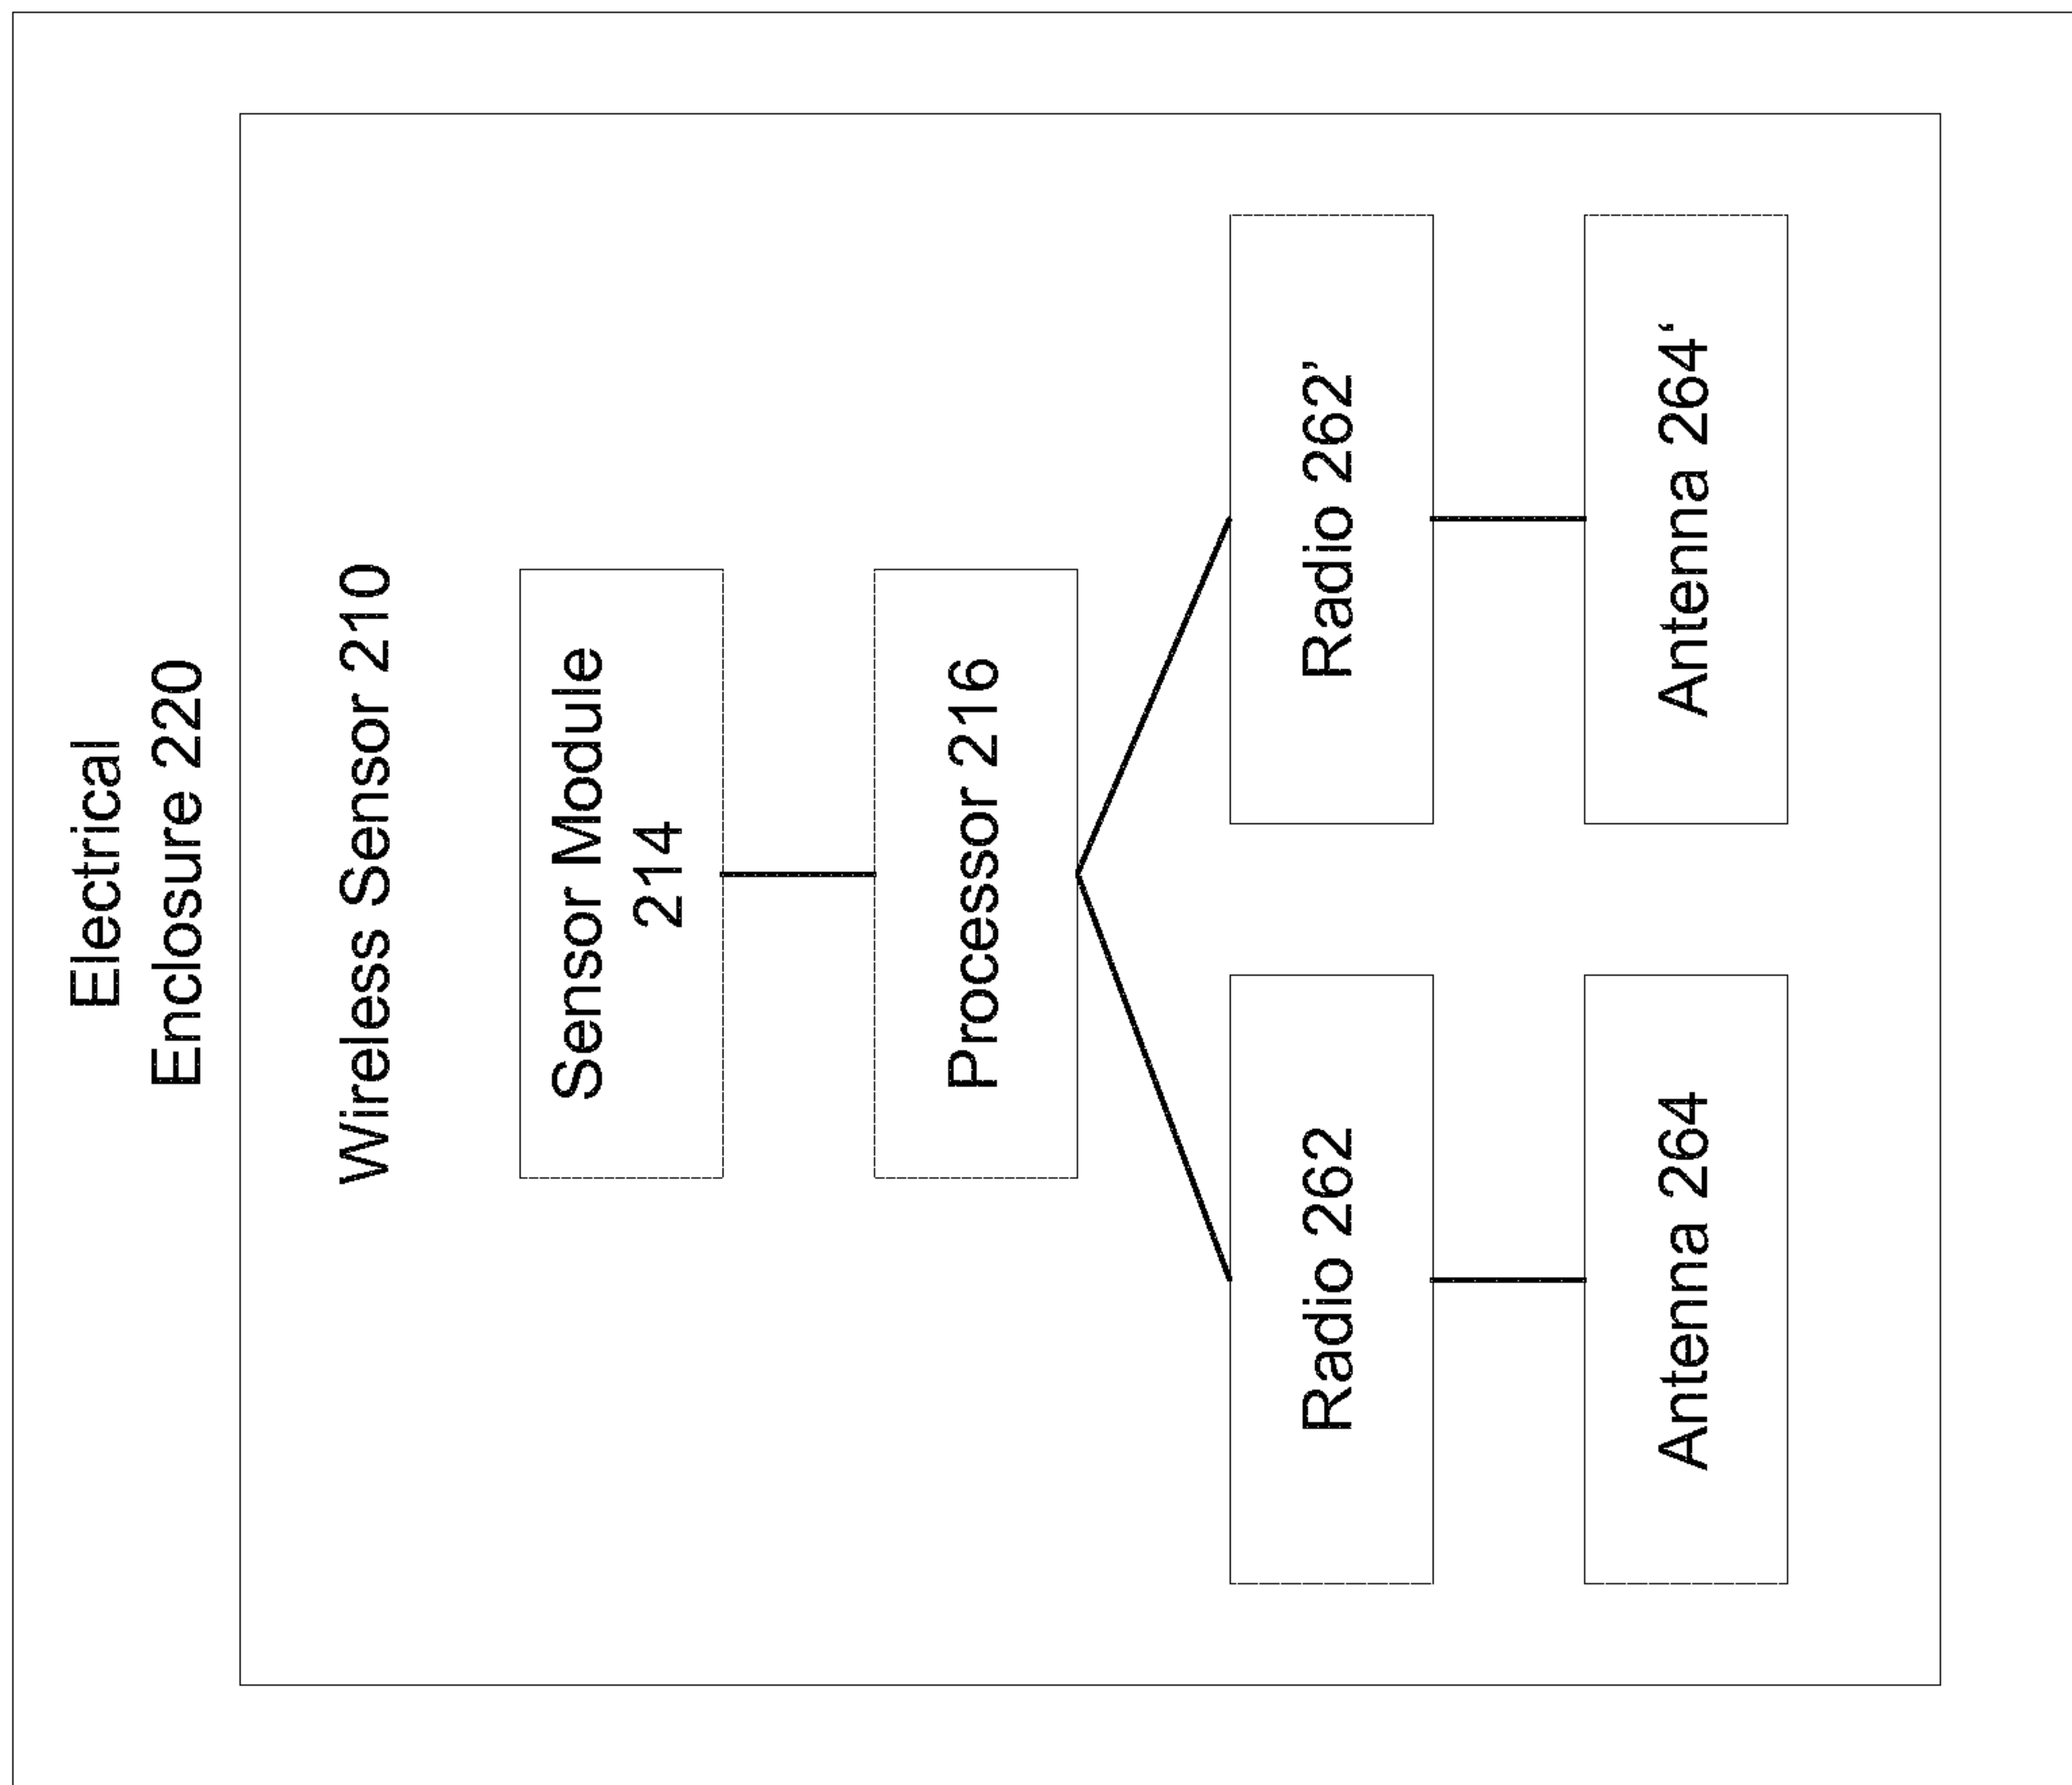 Electrical
Enclosure 220
Wireless Sensor 210
Sensor Module
214
Processor 216
Radio 262
Radio 262’
Antenna 264
Antenna 264‘